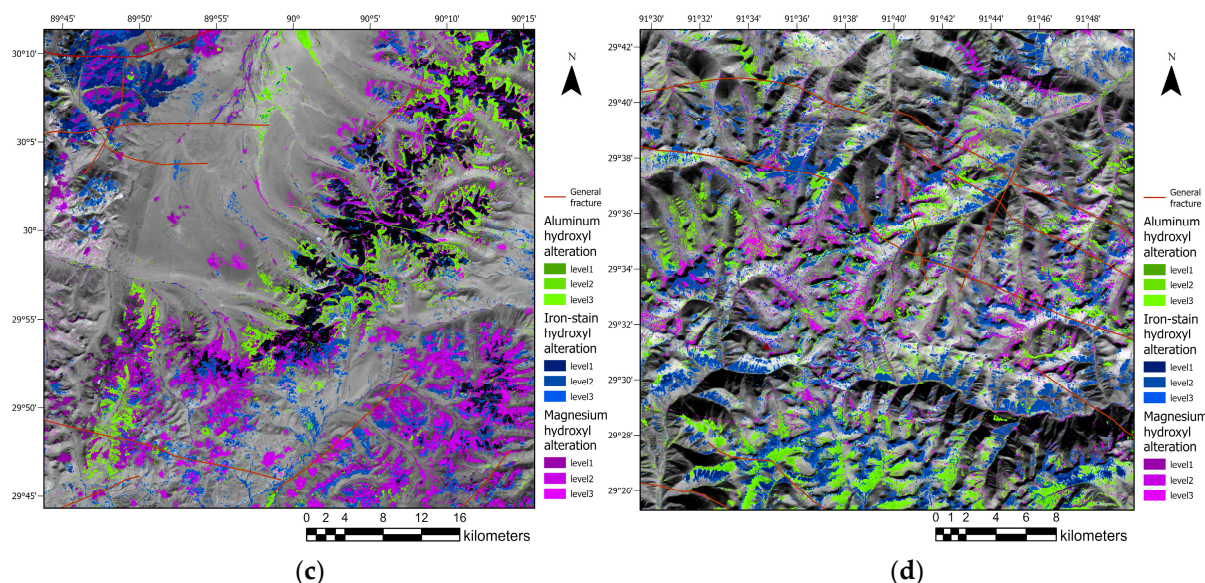 89°45' 89°50' 89°55' 90° 90°5' 90°10' 90°15'
30°10'
30°5'
30°
29°55'
29°50'
29°45'
N
General
fracture
Aluminum
hydroxyl
alteration
level1
level2
level3
Iron-stain
hydroxyl
alteration
level1
level2
level3
Magnesium
hydroxyl
alteration
level1
level2
level3
0 2 4 8 12 16
kilometers
(c)
91°30' 91°32' 91°34' 91°36' 91°38' 91°40' 91°42' 91°44' 91°46' 91°48'
29°42'
29°40'
29°38'
29°36'
29°34'
29°32'
29°30'
29°28'
29°26'
N
General
fracture
Aluminum
hydroxyl
alteration
level1
level2
level3
Iron-stain
hydroxyl
alteration
level1
level2
level3
Magnesium
hydroxyl
alteration
level1
level2
level3
0 1 2 4 6 8
kilometers
(d)